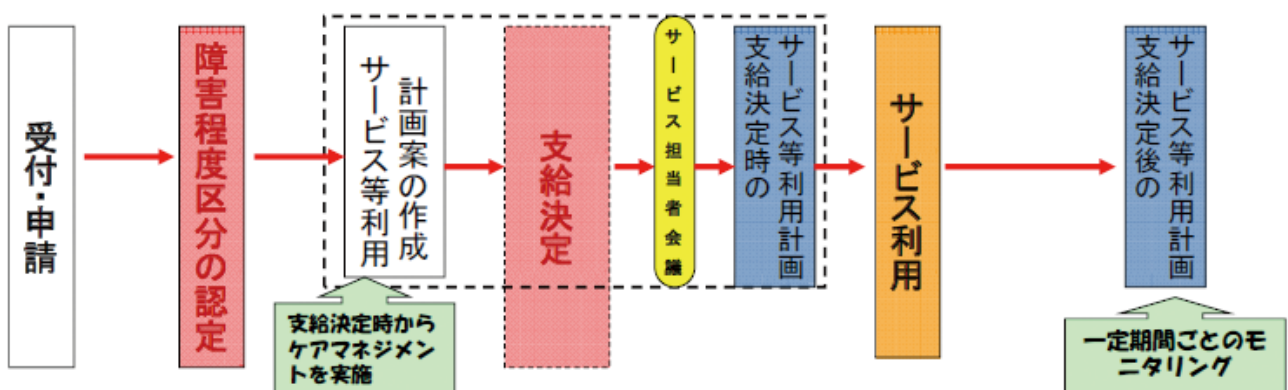 受付・申請
障害程度区分の認定
サービス等利用
計画案の作成
支給決定時から
ケアマネジメン
トを実施
支給決定
サービス担当者会議
支給決定時の
サービス等利用計画
サービス利用
支給決定後の
サービス等利用計画
一定期間ごとのモ
ニタリング